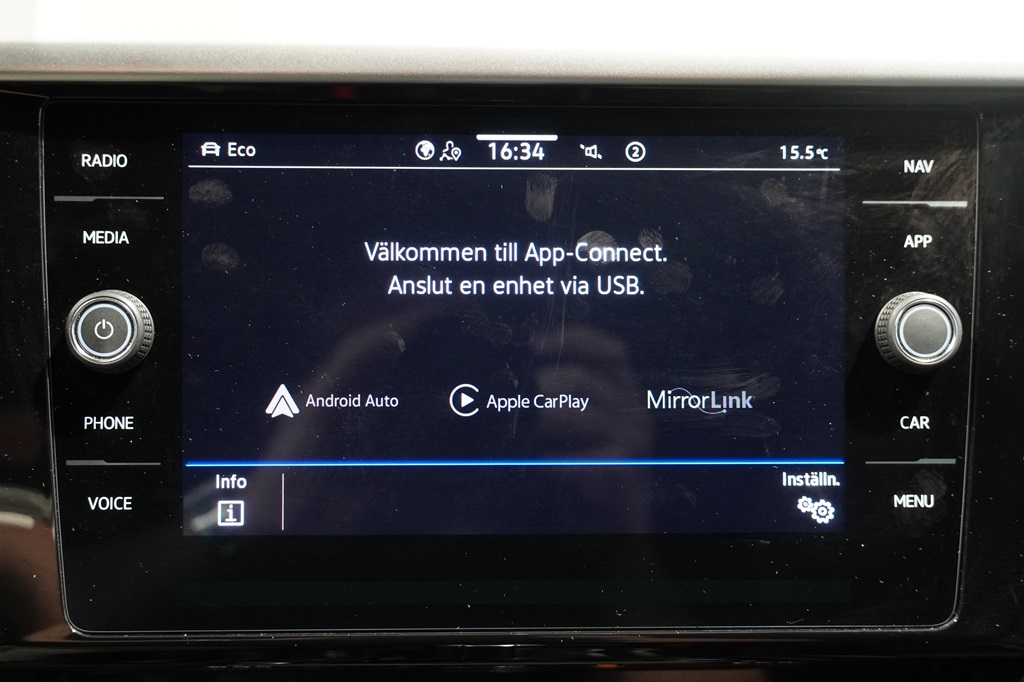 RADIO
MEDIA
PHONE
VOICE
Eco 16:34 2 15.5°C
Välkommen till App-Connect.
Anslut en enhet via USB.
Android Auto Apple CarPlay MirrorLink
Info Inställn.
i
NAV
APP
CAR
MENU